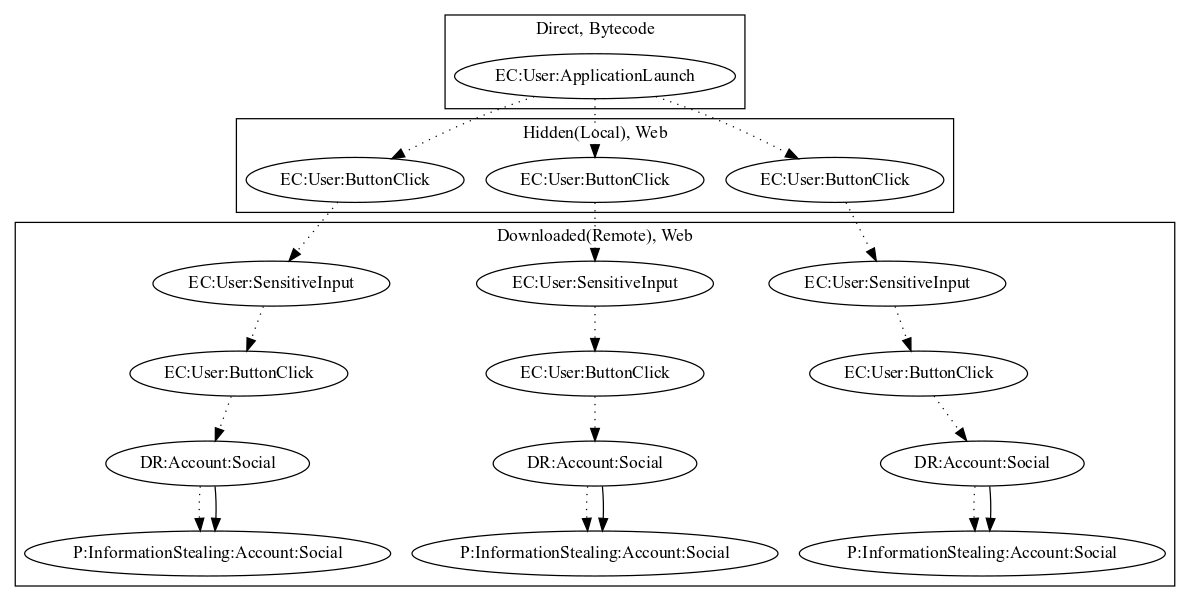 Direct, Bytecode
EC:User:ApplicationLaunch
Hidden(Local), Web
EC:User:ButtonClick
EC:User:ButtonClick
EC:User:ButtonClick
Downloaded(Remote), Web
EC:User:SensitiveInput
EC:User:SensitiveInput
EC:User:SensitiveInput
EC:User:ButtonClick
EC:User:ButtonClick
EC:User:ButtonClick
DR:Account:Social
DR:Account:Social
DR:Account:Social
P:InformationStealing:Account:Social
P:InformationStealing:Account:Social
P:InformationStealing:Account:Social